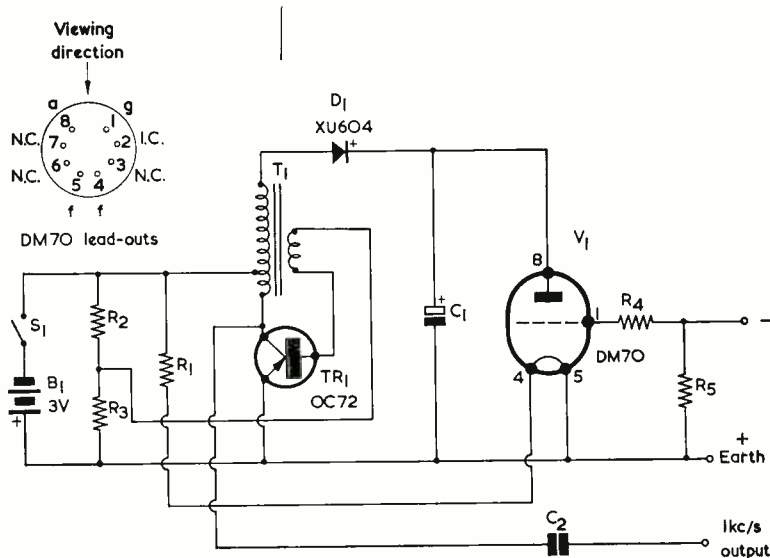 Viewing
direction
a g
8 1
N.C. 7 2 I.C.
6 3
N.C. 5 4 N.C.
f f
DM70 lead-outs
D1
XU604
+
T1
V1
8
S1
R2
R1
+
C1
1
R4
−
DM70
4 5
TR1
OC72
B1
3V
+
R3
R5
+
Earth
C2
1kc/s
output